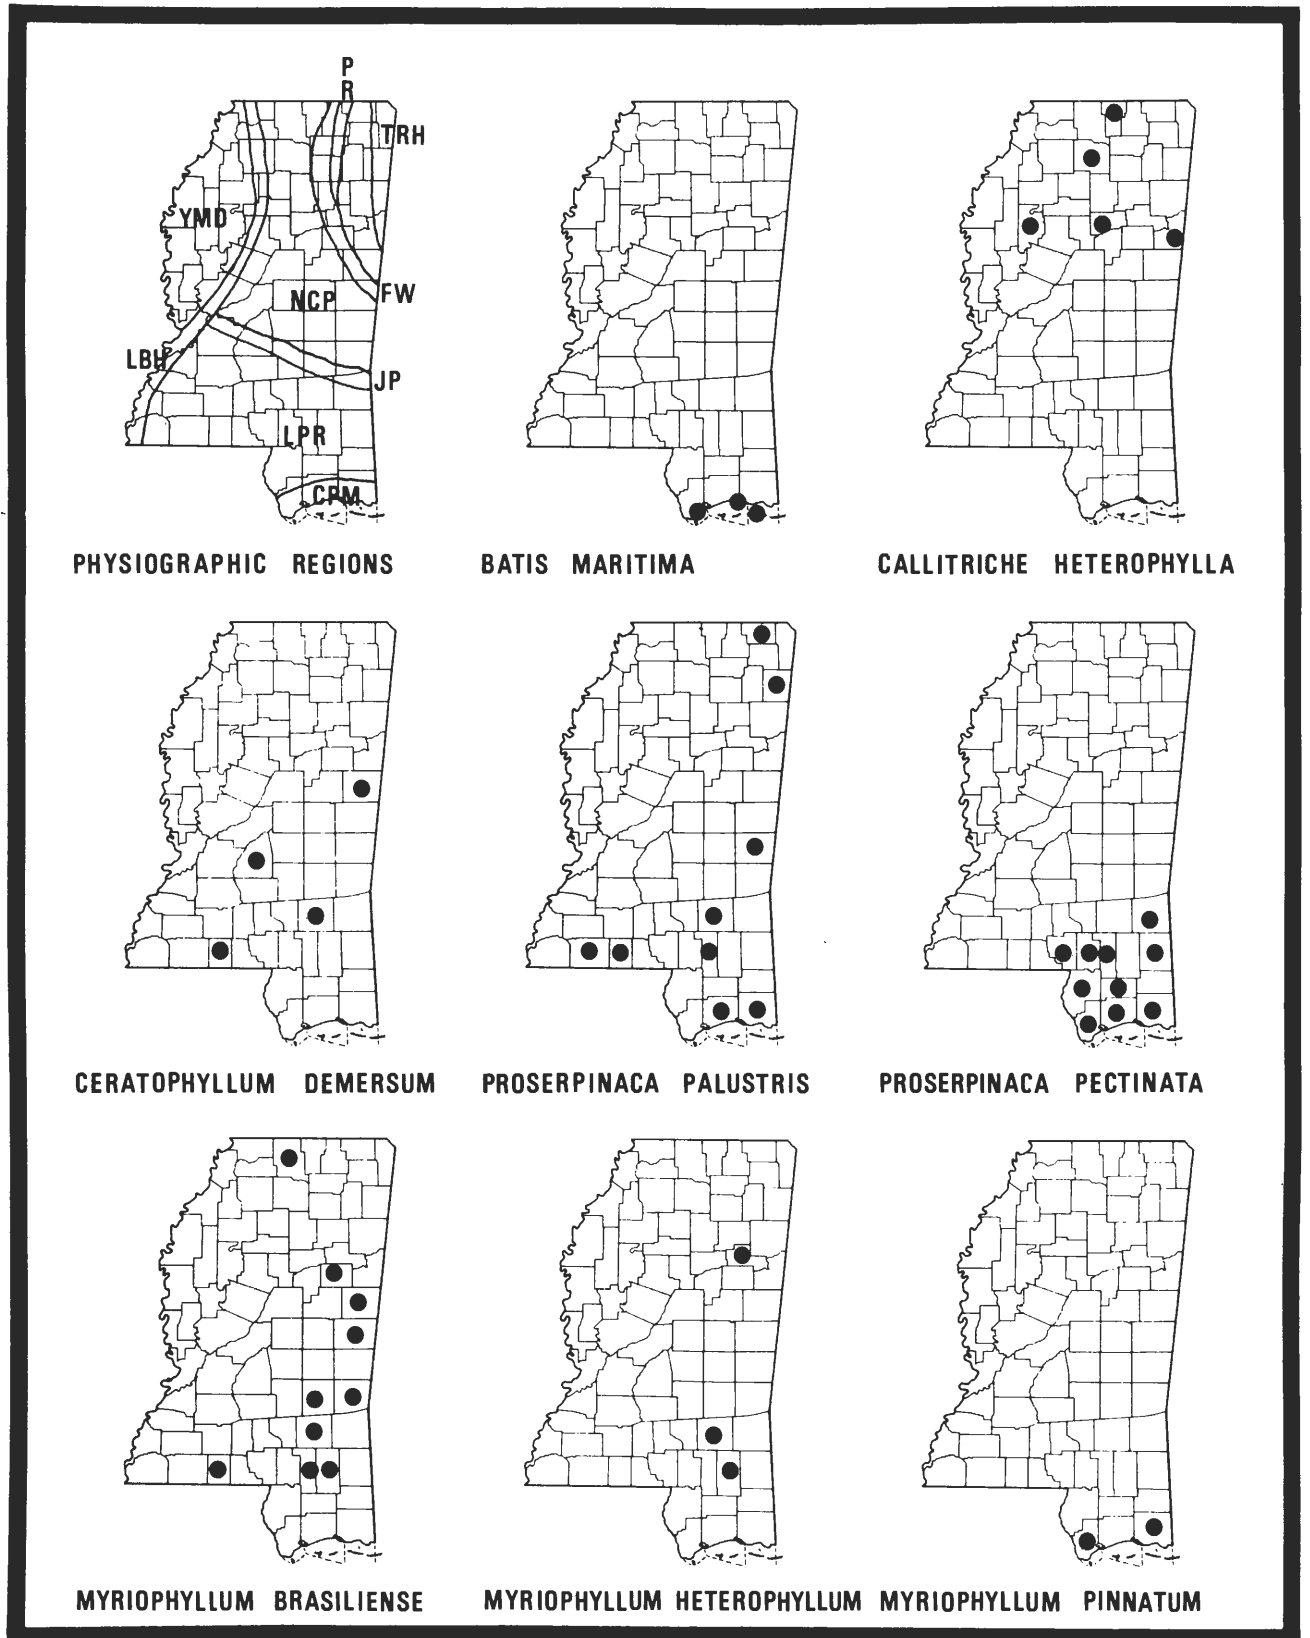 P
R
TRH
YMD
NCP
FW
LBH
JP
LPR
CPM
PHYSIOGRAPHIC REGIONS
BATIS MARITIMA
CALLITRICHE HETEROPHYLLA
CERATOPHYLLUM DEMERSUM
PROSERPINACA PALUSTRIS
PROSERPINACA PECTINATA
MYRIOPHYLLUM BRASILIENSE
MYRIOPHYLLUM HETEROPHYLLUM
MYRIOPHYLLUM PINNATUM